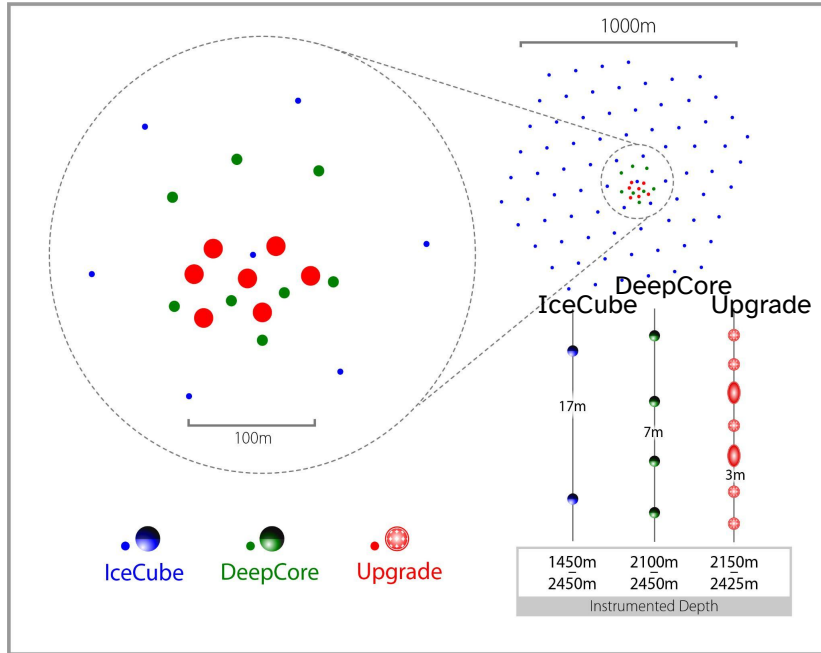 1000m
100m
DeepCore
IceCube
Upgrade
17m
7m
3m
IceCube
DeepCore
Upgrade
1450m
–
2450m
2100m
–
2450m
2150m
–
2425m
Instrumented Depth